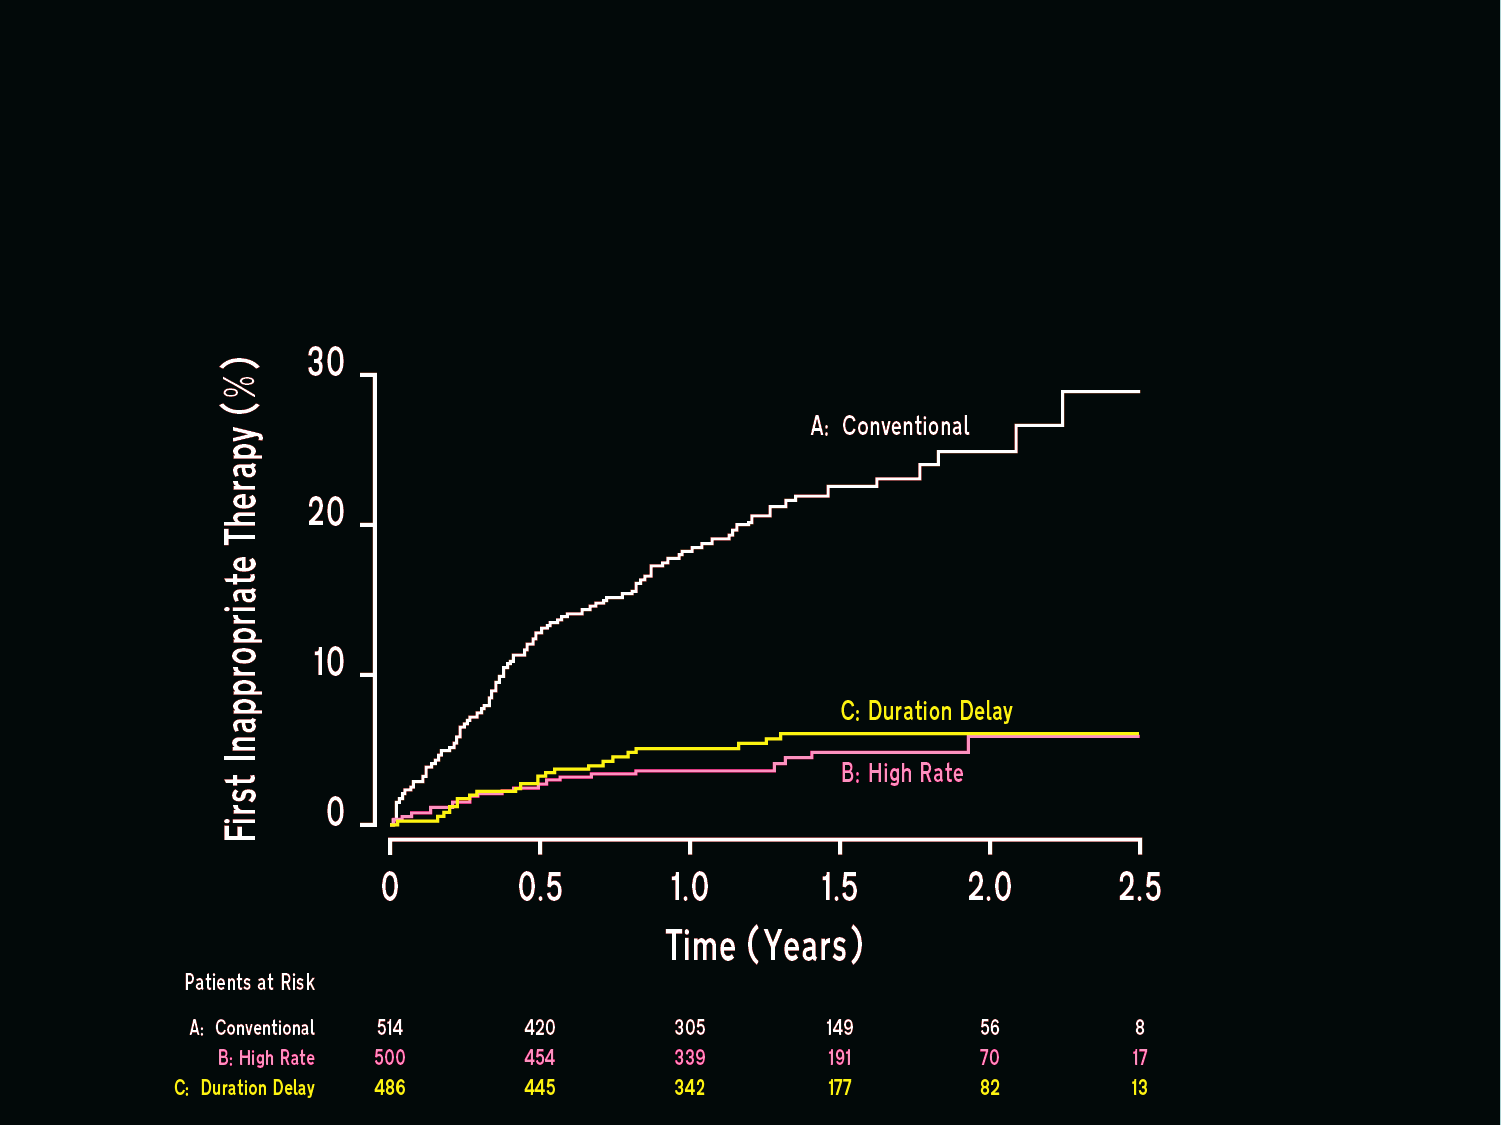 First Inappropriate Therapy (%)
30
20
10
0
A: Conventional
C: Duration Delay
B: High Rate
0 0.5 1.0 1.5 2.0 2.5
Time (Years)
Patients at Risk
A: Conventional 514 420 305 149 56 8
B: High Rate 500 454 339 191 70 17
C: Duration Delay 486 445 342 177 82 13